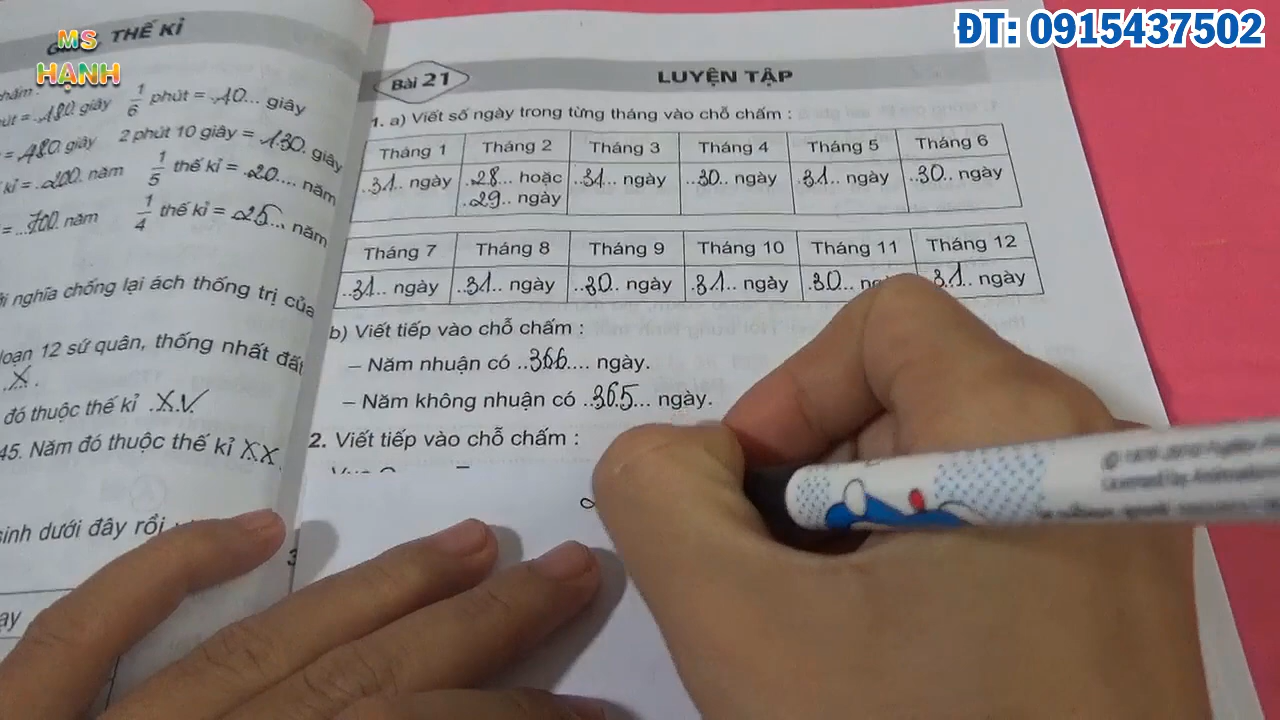 ĐT: 0915437502
MS
HẠNH
THẾ KỈ
chấm :
phút = .180. giây 1/6 phút = .10... giây
= .480. giây 2 phút 10 giây = .130. giây
kỉ = .200. năm 1/5 thế kỉ = .20.... năm
= ...700. năm 1/4 thế kỉ = .25... năm
nghĩa chống lại ách thống trị của
loạn 12 sứ quân, thống nhất đất
.X.
đó thuộc thế kỉ .XV
45. Năm đó thuộc thế kỉ XX.
sinh dưới đây rồi
Bài 21 LUYỆN TẬP
1. a) Viết số ngày trong từng tháng vào chỗ chấm :
Tháng 1 Tháng 2 Tháng 3 Tháng 4 Tháng 5 Tháng 6
..31.. ngày .28... hoặc ..31.. ngày ..30.. ngày .31.. ngày ..30.. ngày
.29.. ngày
Tháng 7 Tháng 8 Tháng 9 Tháng 10 Tháng 11 Tháng 12
..31.. ngày ..31.. ngày ..30.. ngày .31.. ngày .30... .31.. ngày
b) Viết tiếp vào chỗ chấm :
– Năm nhuận có ..366.... ngày.
– Năm không nhuận có ..365... ngày.
2. Viết tiếp vào chỗ chấm :
3